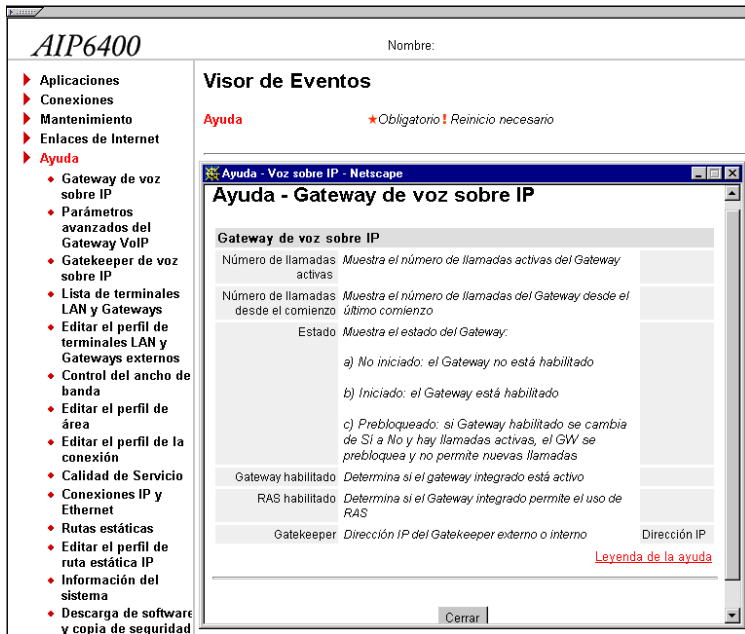 AIP6400
Nombre:
Aplicaciones
Conexiones
Mantenimiento
Enlaces de Internet
Ayuda
Gateway de voz
sobre IP
Parámetros
avanzados del
Gateway VoIP
Gatekeeper de voz
sobre IP
Lista de terminales
LAN y Gateways
Editar el perfil de
terminales LAN y
Gateways externos
Control del ancho de
banda
Editar el perfil de
área
Editar el perfil de la
conexión
Calidad de Servicio
Conexiones IP y
Ethernet
Rutas estáticas
Editar el perfil de
ruta estática IP
Información del
sistema
Descarga de software
y copia de seguridad
Visor de Eventos
Ayuda
★Obligatorio ! Reinicio necesario
Ayuda - Voz sobre IP - Netscape
Ayuda - Gateway de voz sobre IP
Gateway de voz sobre IP
Número de llamadas activas Muestra el número de llamadas activas del Gateway
Número de llamadas desde el comienzo Muestra el número de llamadas del Gateway desde el
último comienzo
Estado Muestra el estado del Gateway:
a) No iniciado: el Gateway no está habilitado
b) Iniciado: el Gateway está habilitado
c) Prebloqueado: si Gateway habilitado se cambia
de Sí a No y hay llamadas activas, el GW se
prebloquea y no permite nuevas llamadas
Gateway habilitado Determina si el gateway integrado está activo
RAS habilitado Determina si el Gateway integrado permite el uso de
RAS
Gatekeeper Dirección IP del Gatekeeper externo o interno Dirección IP
Leyenda de la ayuda
Cerrar